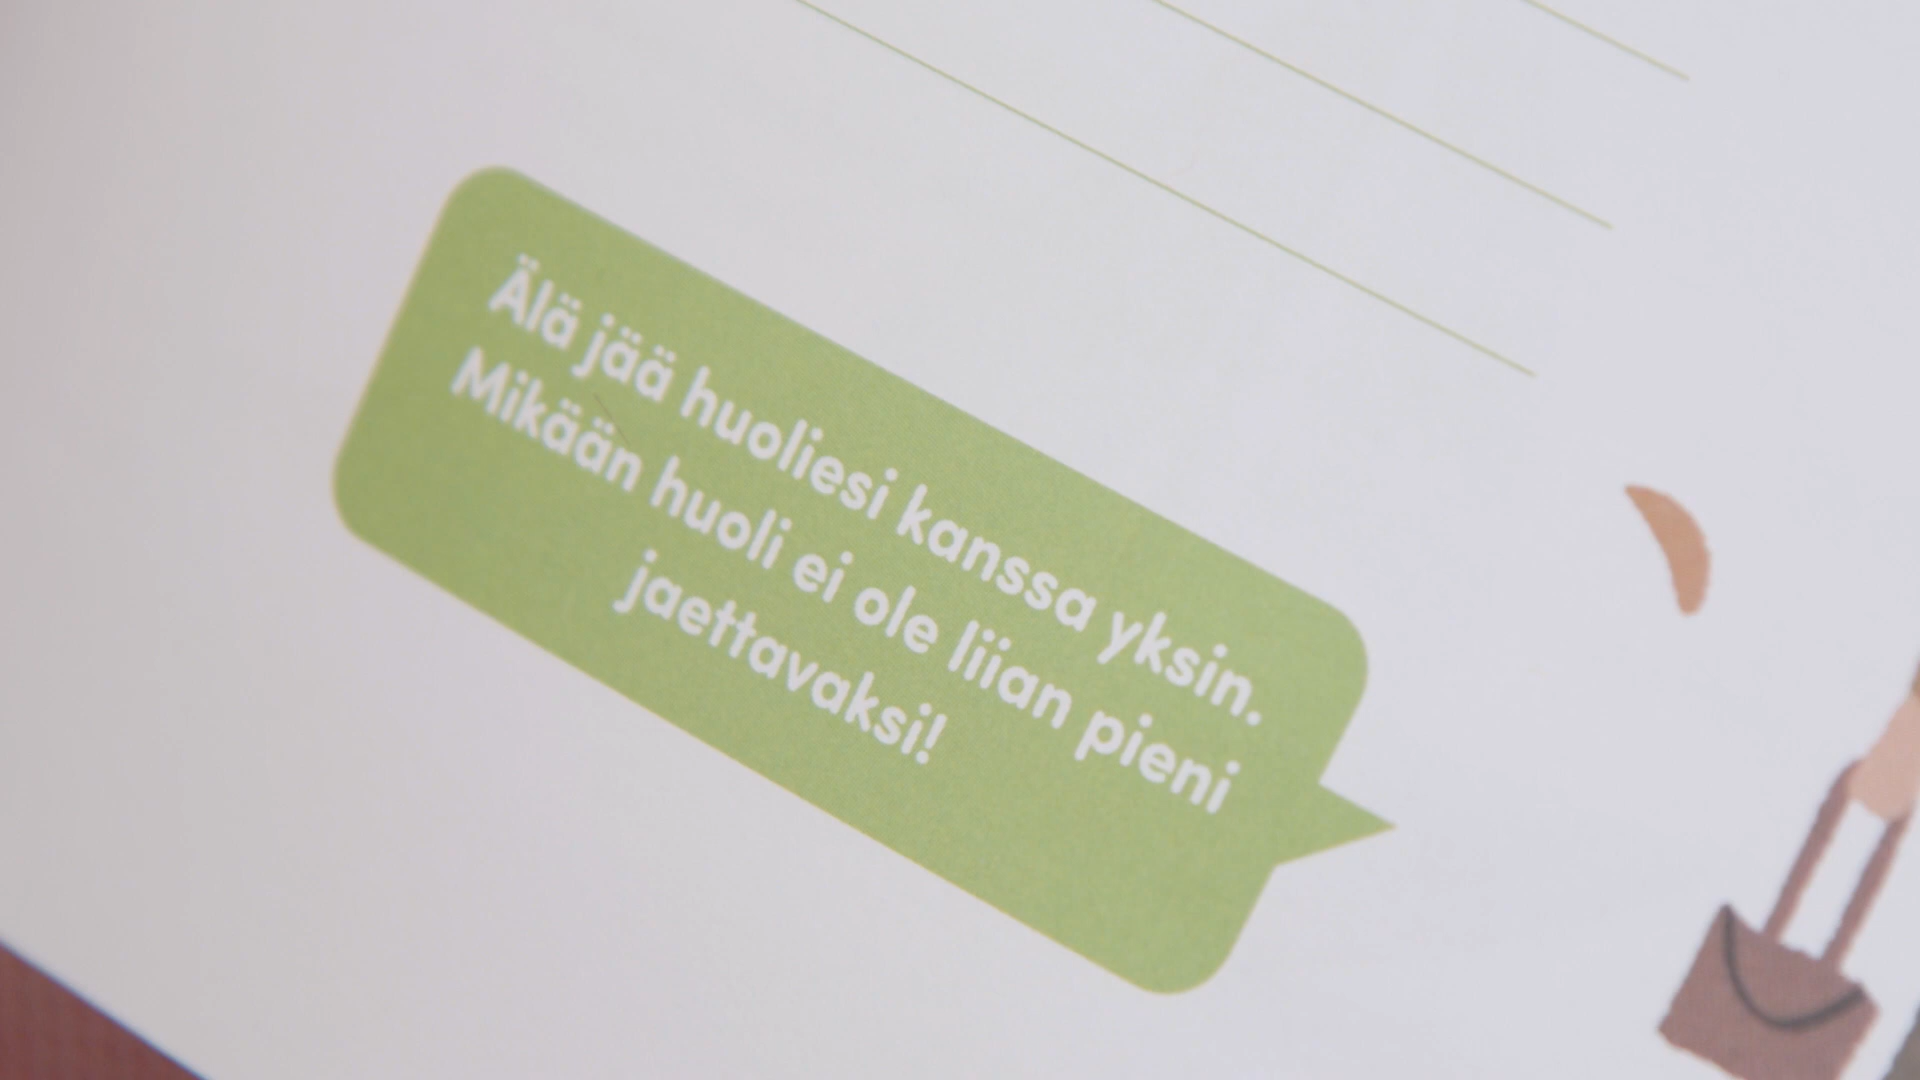 Älä jää huoliesi kanssa yksin.
Mikään huoli ei ole liian pieni
jaettavaksi!